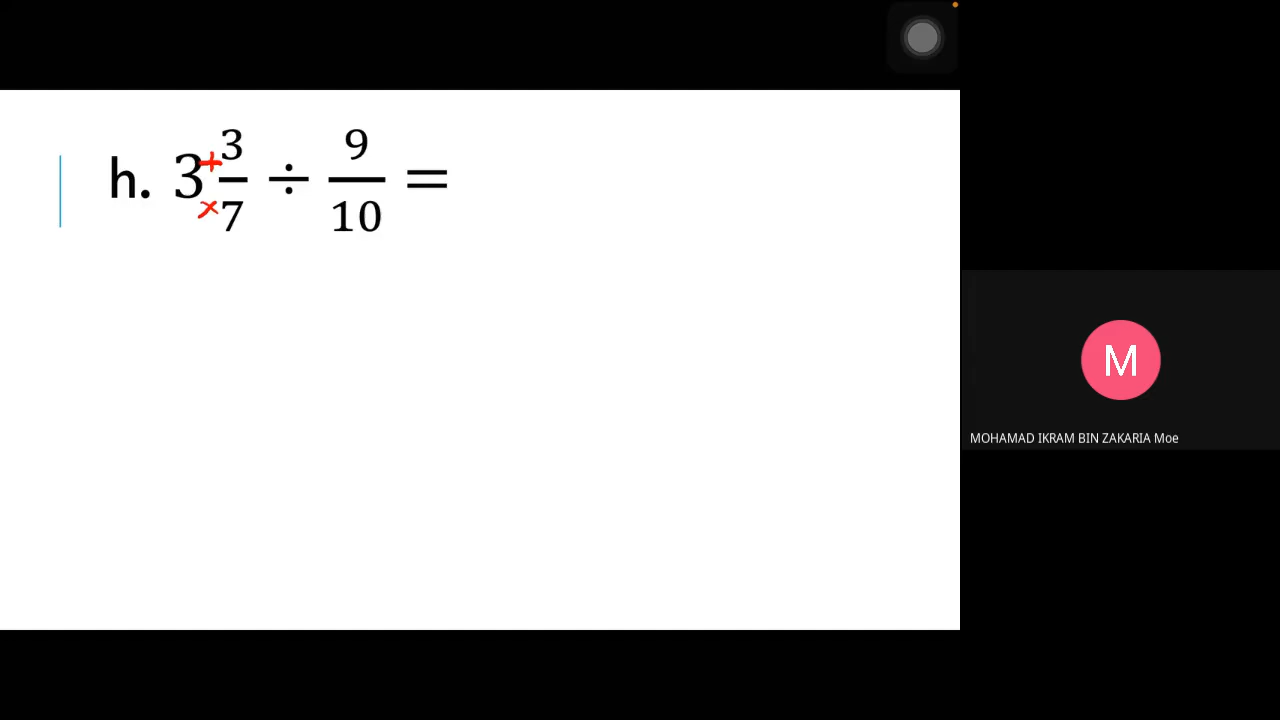 h. 3 + × 3/7 ÷ 9/10 =
M
MOHAMAD IKRAM BIN ZAKARIA Moe